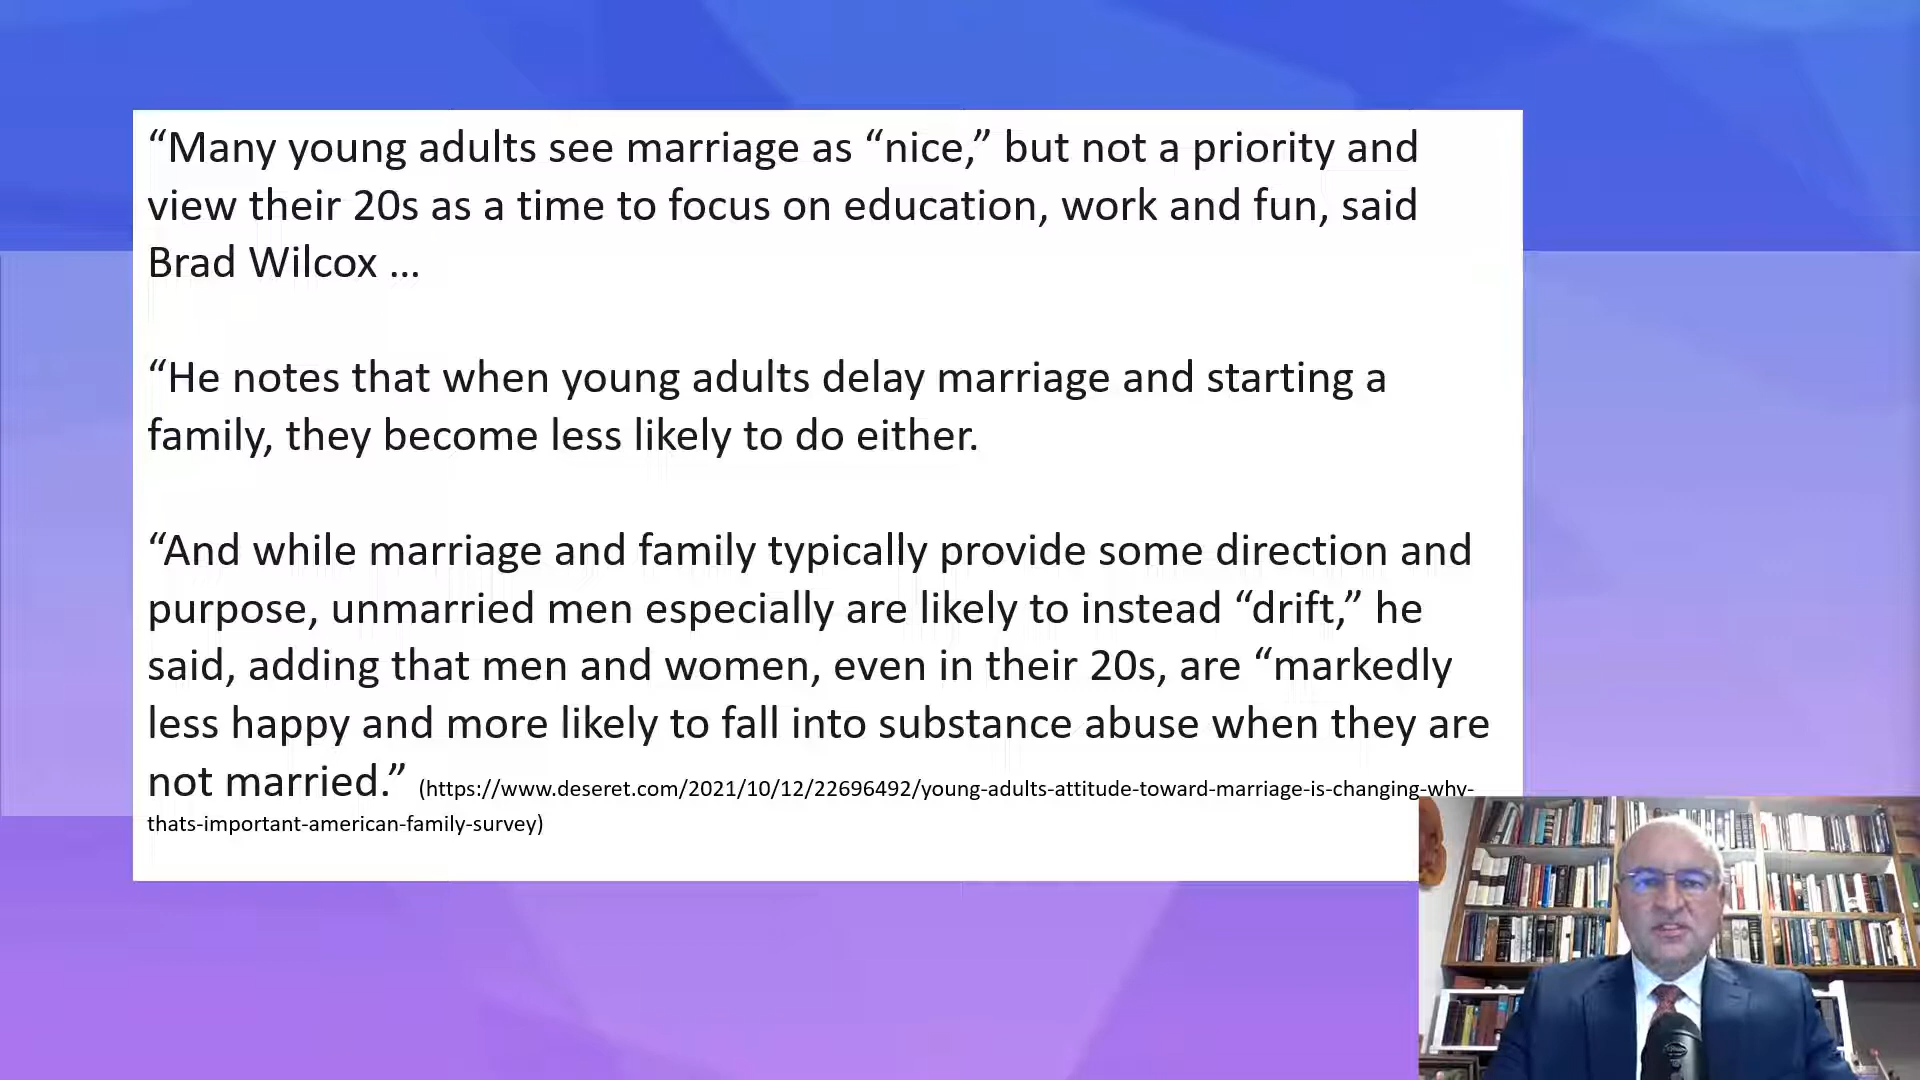 “Many young adults see marriage as “nice,” but not a priority and
view their 20s as a time to focus on education, work and fun, said
Brad Wilcox …
“He notes that when young adults delay marriage and starting a
family, they become less likely to do either.
“And while marriage and family typically provide some direction and
purpose, unmarried men especially are likely to instead “drift,” he
said, adding that men and women, even in their 20s, are “markedly
less happy and more likely to fall into substance abuse when they are
not married.” (https://www.deseret.com/2021/10/12/22696492/young-adults-attitude-toward-marriage-is-changing-why-
thats-important-american-family-survey)